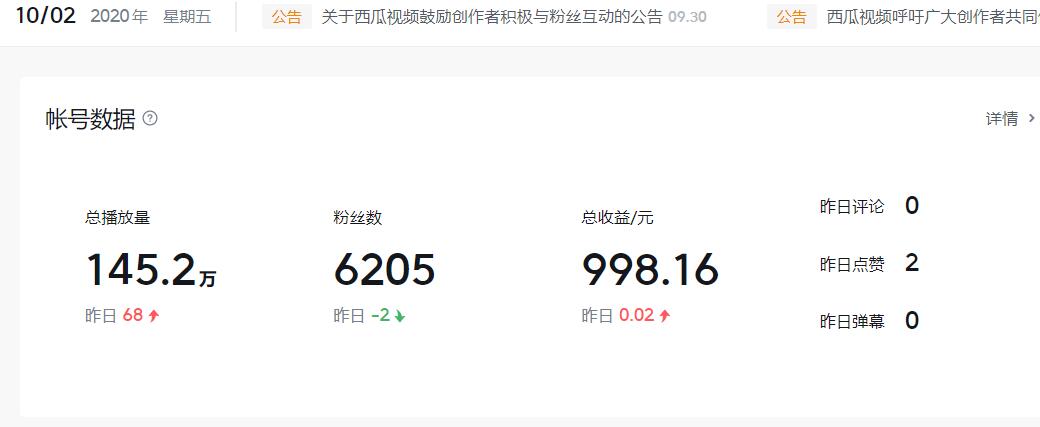 10/02 2020年 星期五 公告 关于西瓜视频鼓励创作者积极与粉丝互动的公告 09.30 公告 西瓜视频呼吁广大创作者共同
帐号数据 ?
详情 >
总播放量
145.2万
昨日 68
粉丝数
6205
昨日 -2
总收益/元
998.16
昨日 0.02
昨日评论 0
昨日点赞 2
昨日弹幕 0